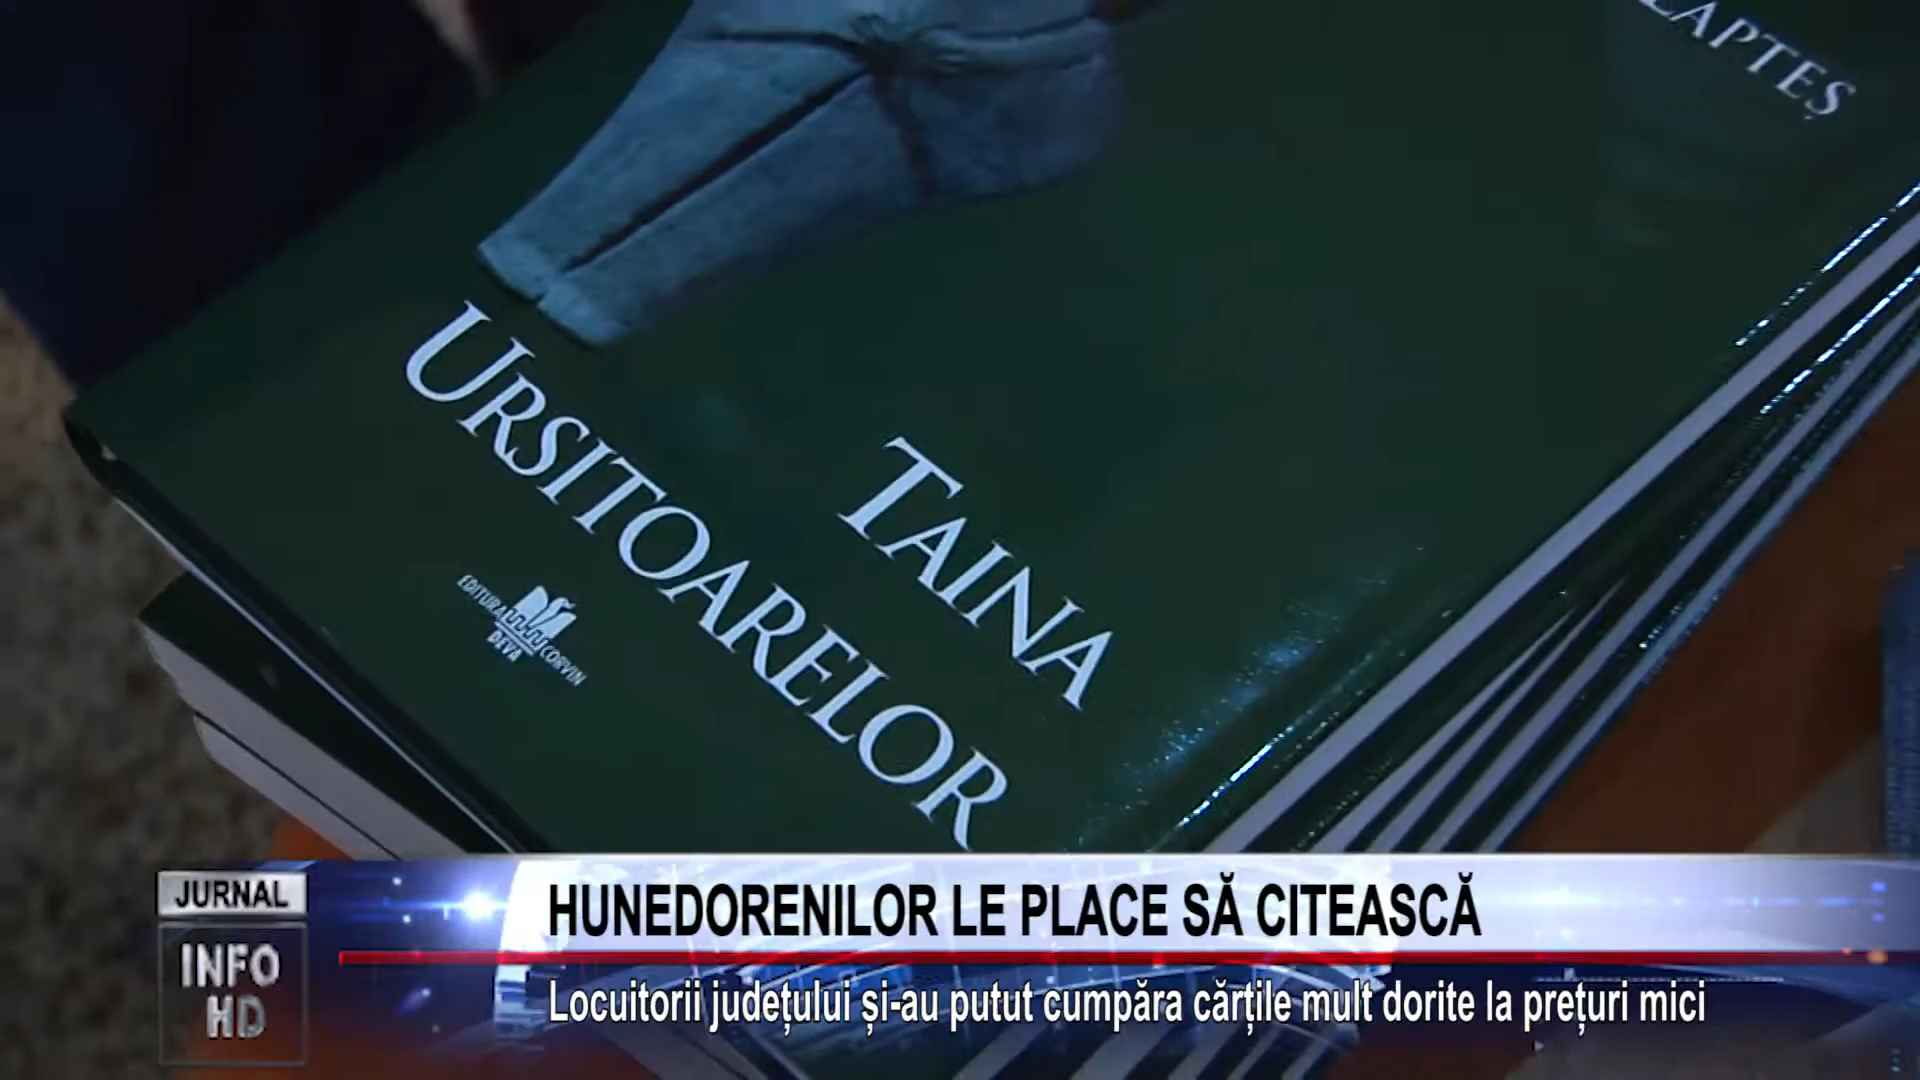 LAPTEȘ
TAINA
URSITOARELOR
EDITURA CORVIN
DEVA
JURNAL
INFO
HD
HUNEDORENILOR LE PLACE SĂ CITEASCĂ
Locuitorii județului și-au putut cumpăra cărțile mult dorite la prețuri mici